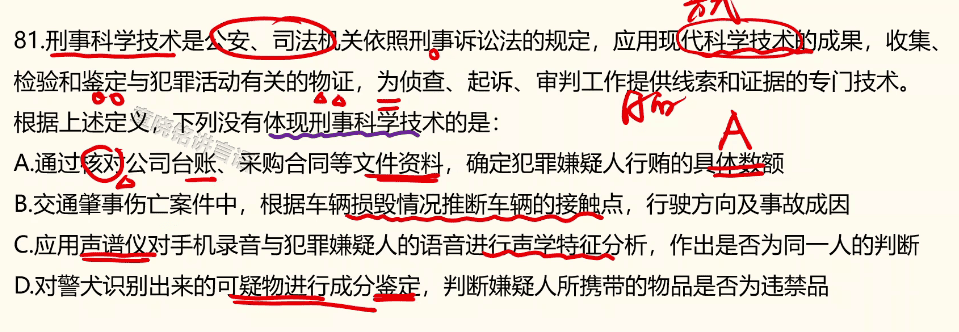 方式
81.刑事科学技术是公安、司法机关依照刑事诉讼法的规定，应用现代科学技术的成果，收集、
检验和鉴定与犯罪活动有关的物证，为侦查、起诉、审判工作提供线索和证据的专门技术。
目的
根据上述定义，下列没有体现刑事科学技术的是：
A
A.通过核对公司台账、采购合同等文件资料，确定犯罪嫌疑人行贿的具体数额
B.交通肇事伤亡案件中，根据车辆损毁情况推断车辆的接触点，行驶方向及事故成因
C.应用声谱仪对手机录音与犯罪嫌疑人的语音进行声学特征分析，作出是否为同一人的判断
D.对警犬识别出来的可疑物进行成分鉴定，判断嫌疑人所携带的物品是否为违禁品